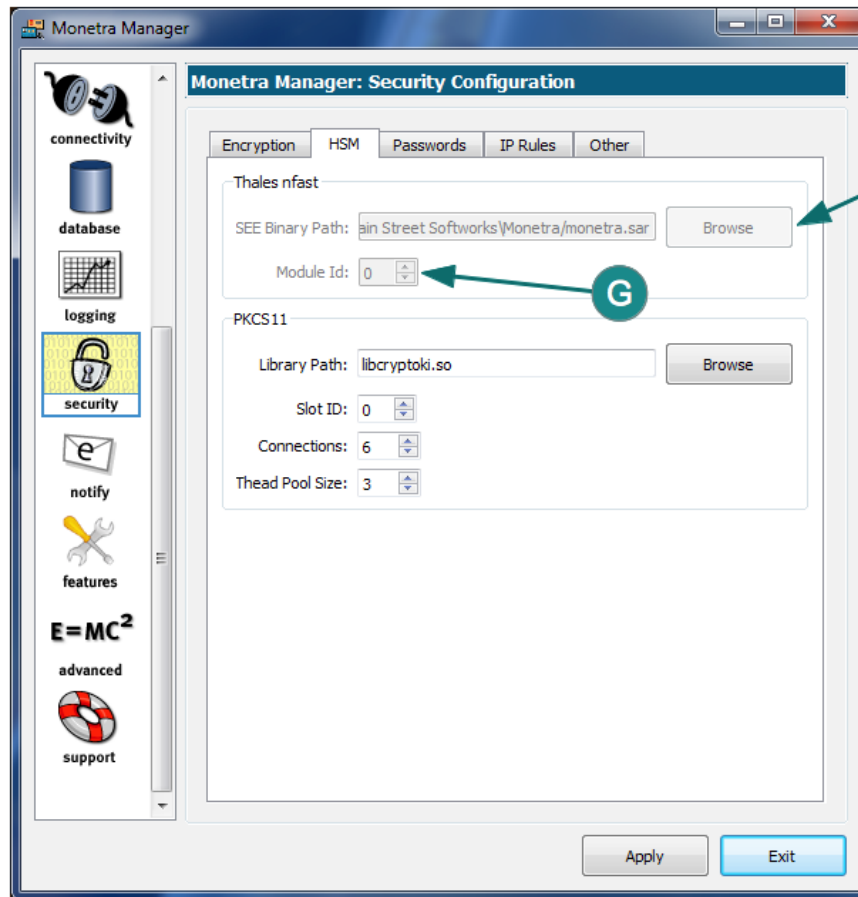 Monetra Manager
connectivity
database
logging
security
notify
features
E=MC²
advanced
support
Monetra Manager: Security Configuration
Encryption HSM Passwords IP Rules Other
Thales nfast
SEE Binary Path: ain Street Softworks\Monetra/monetra.sar Browse
Module Id: 0
G
PKCS11
Library Path: libcryptoki.so Browse
Slot ID: 0
Connections: 6
Thead Pool Size: 3
Apply Exit